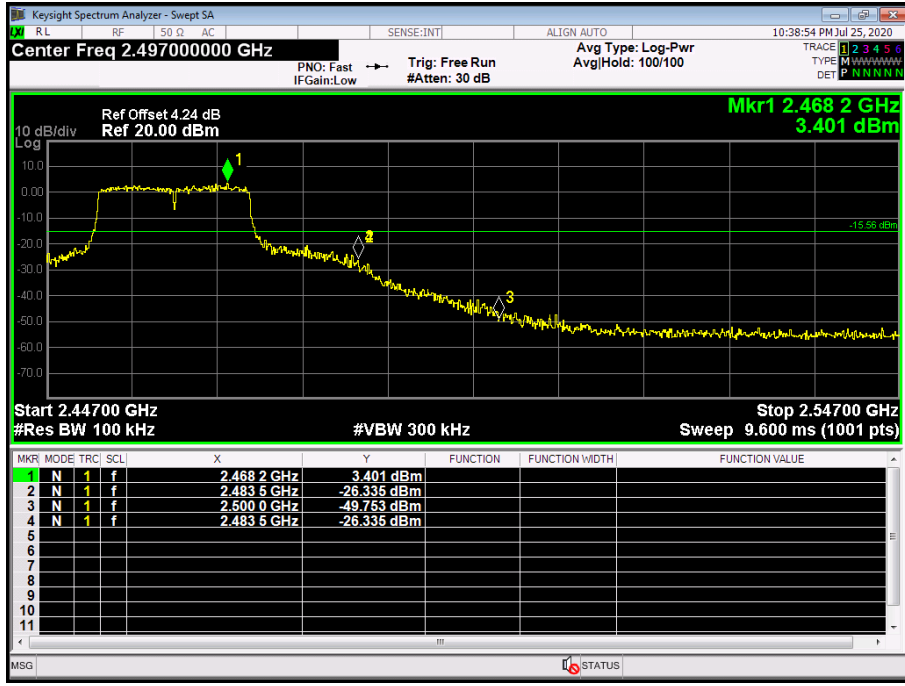 Keysight Spectrum Analyzer - Swept SA
LXI RL RF 50 Ω AC SENSE:INT ALIGN AUTO 10:38:54 PM Jul 25, 2020
Center Freq 2.497000000 GHz
PNO: Fast
IFGain:Low
Trig: Free Run
#Atten: 30 dB
Avg Type: Log-Pwr
Avg|Hold: 100/100
TRACE 1 2 3 4 5 6
TYPE M WWWWW
DET P N N N N N
Mkr1 2.468 2 GHz
3.401 dBm
Ref Offset 4.24 dB
10 dB/div Ref 20.00 dBm
Log
10.0
0.00
-10.0
-20.0
-30.0
-40.0
-50.0
-60.0
-70.0
1
2
3
-15.56 dBm
Start 2.44700 GHz Stop 2.54700 GHz
#Res BW 100 kHz #VBW 300 kHz Sweep 9.600 ms (1001 pts)
MKR MODE TRC SCL X Y FUNCTION FUNCTION WIDTH FUNCTION VALUE
1 N 1 f 2.468 2 GHz 3.401 dBm
2 N 1 f 2.483 5 GHz -26.335 dBm
3 N 1 f 2.500 0 GHz -49.753 dBm
4 N 1 f 2.483 5 GHz -26.335 dBm
5
6
7
8
9
10
11
MSG STATUS